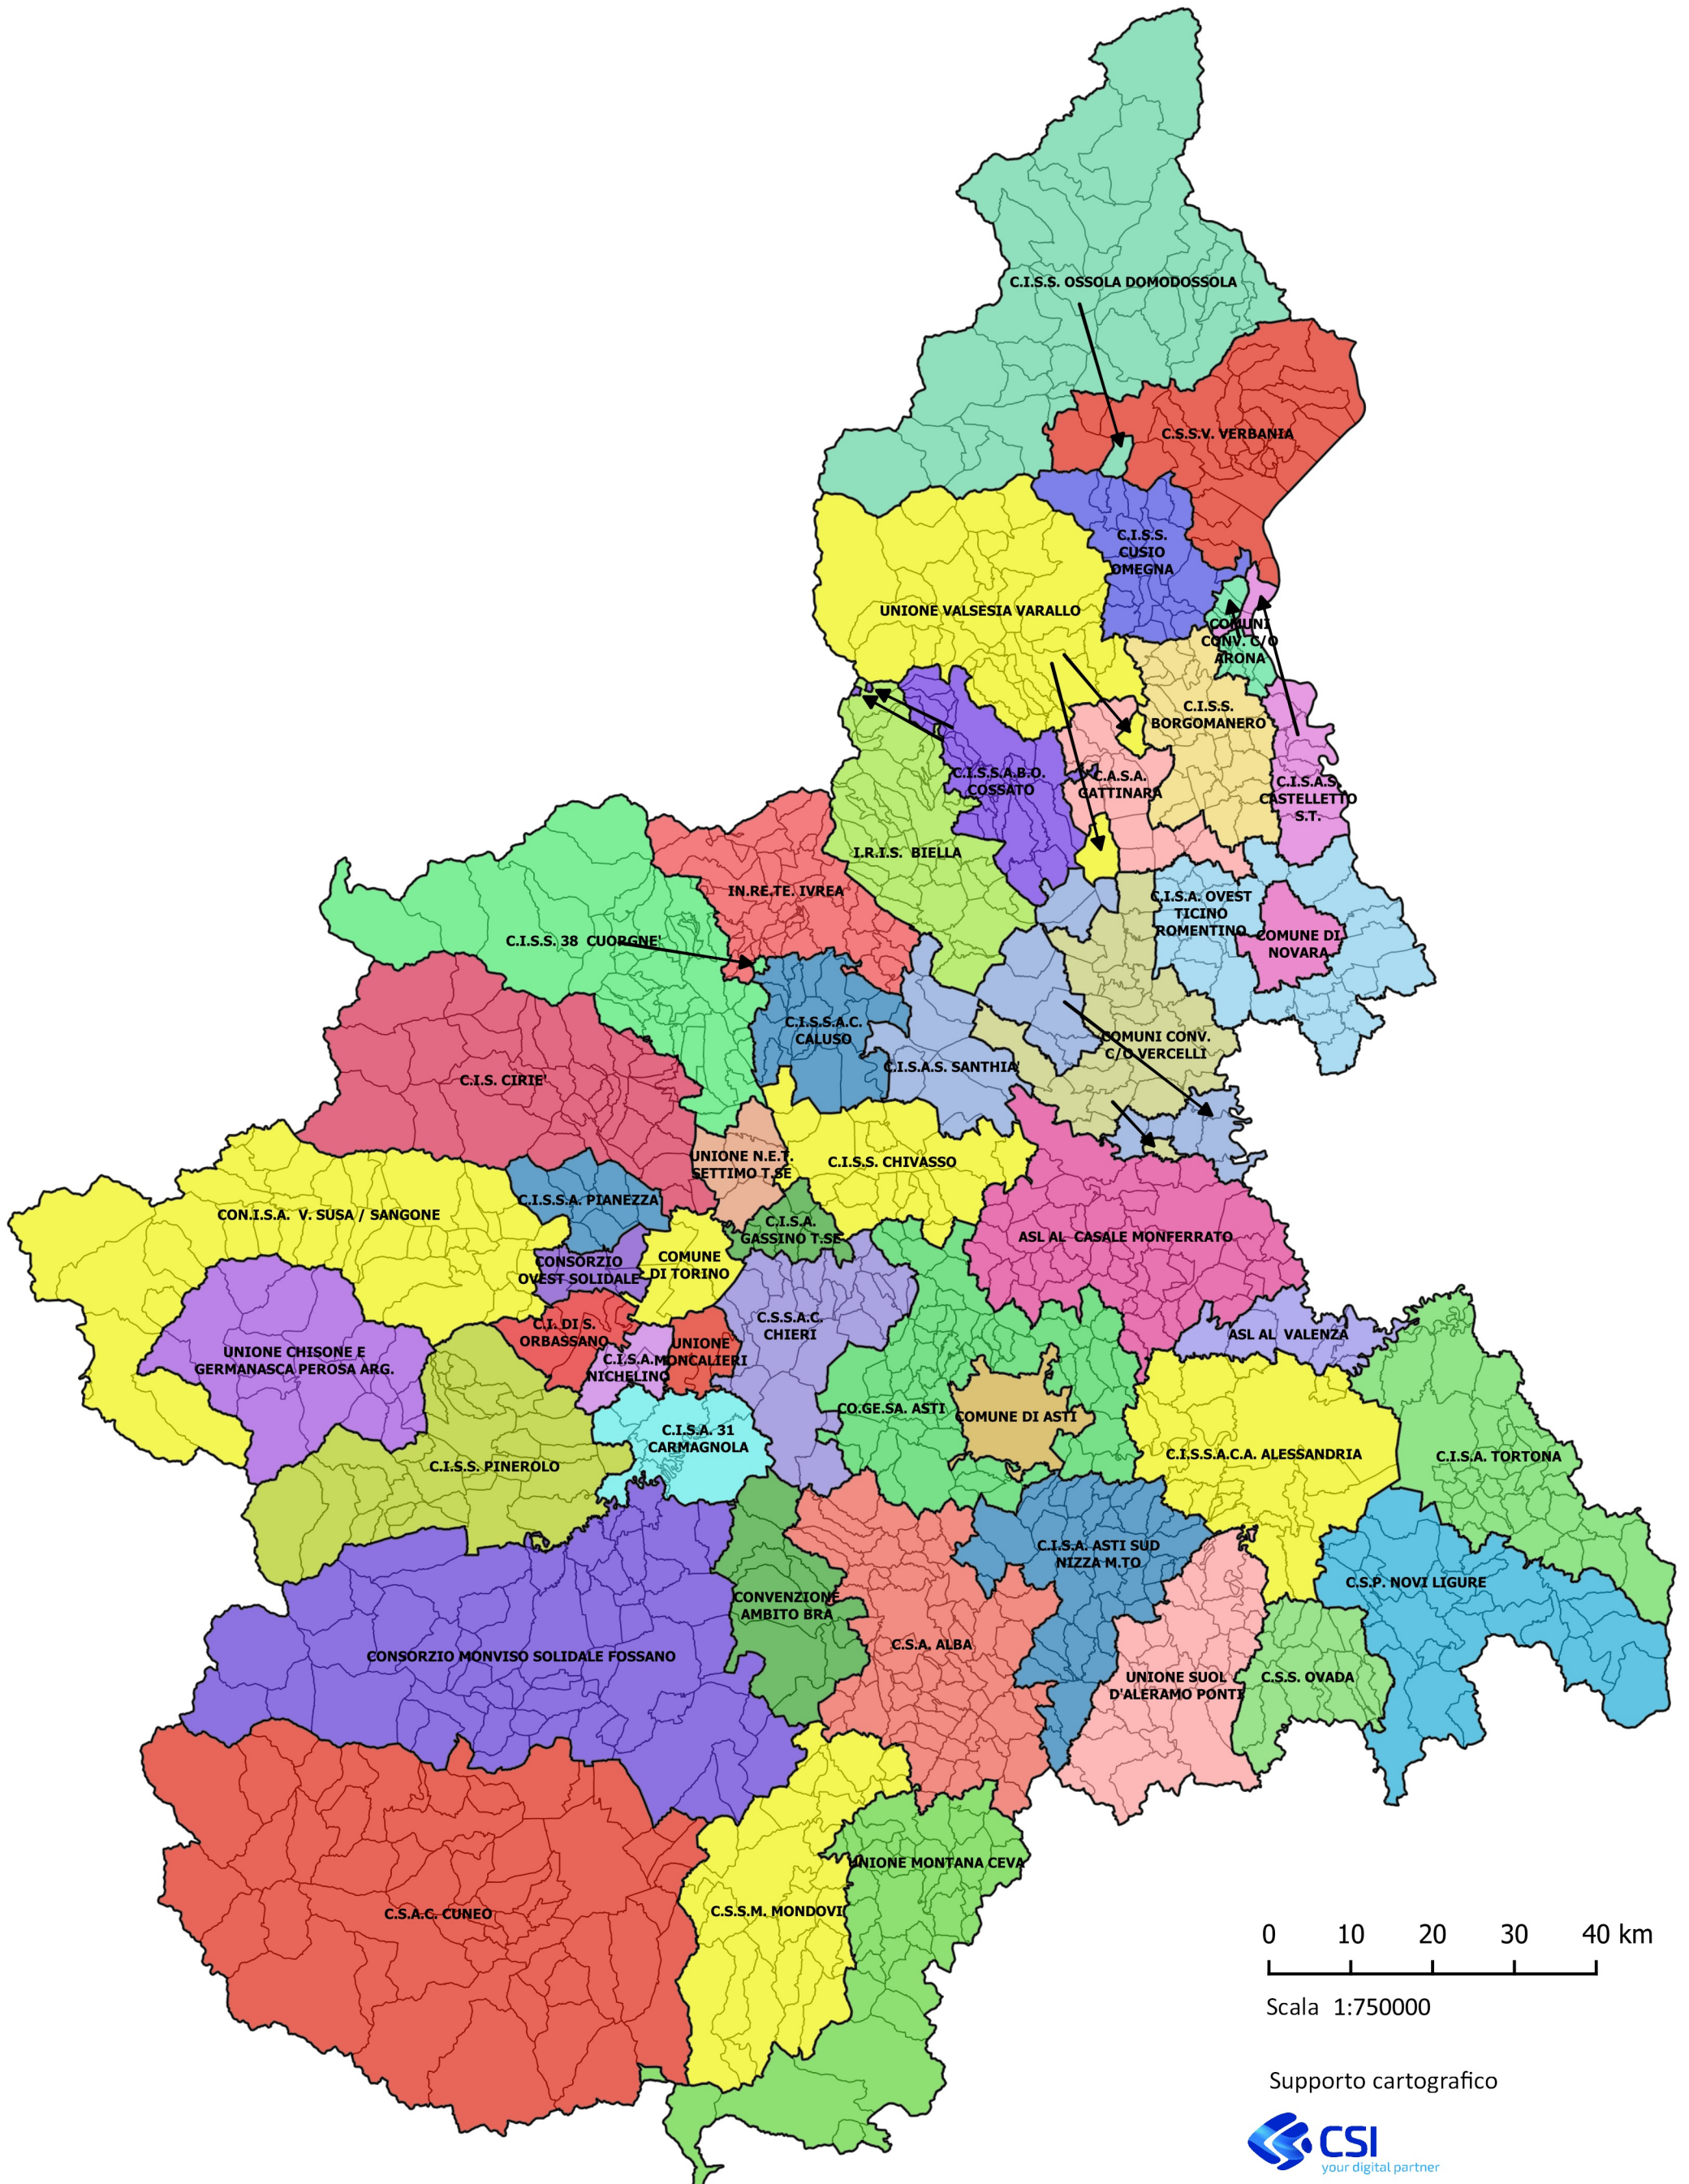 C.I.S.S. OSSOLA DOMODOSSOLA
C.S.S.V. VERBANIA
C.I.S.S.
CUSIO
OMEGNA
UNIONE VALSESIA VARALLO
COMUNI
CONV. C/O
ARONA
C.I.S.S.
BORGOMANERO
C.I.S.S.A.B.O.
COSSATO
C.A.S.A.
GATTINARA
C.I.S.A.S.
CASTELLETTO
S.T.
I.R.I.S. BIELLA
IN.RE.TE. IVREA
C.I.S.A. OVEST
TICINO
ROMENTINO
COMUNE DI
NOVARA
C.I.S.S. 38 CUORGNE'
C.I.S.S.A.C.
CALUSO
COMUNI CONV.
C/O VERCELLI
C.I.S.A.S. SANTHIA'
C.I.S. CIRIE'
UNIONE N.E.T.
SETTIMO T.SE
C.I.S.S. CHIVASSO
C.I.S.S.A. PIANEZZA
CON.I.S.A. V. SUSA / SANGONE
C.I.S.A.
GASSINO T.SE
ASL AL CASALE MONFERRATO
CONSORZIO
OVEST SOLIDALE
COMUNE
DI TORINO
C.S.S.A.C.
CHIERI
C.I. DI S.
ORBASSANO
ASL AL VALENZA
UNIONE
MONCALIERI
UNIONE CHISONE E
GERMANASCA PEROSA ARG.
C.I.S.A.
NICHELINO
CO.GE.SA. ASTI
COMUNE DI ASTI
C.I.S.A. 31
CARMAGNOLA
C.I.S.S.A.C.A. ALESSANDRIA
C.I.S.A. TORTONA
C.I.S.S. PINEROLO
C.I.S.A. ASTI SUD
NIZZA M.TO
C.S.P. NOVI LIGURE
CONVENZIONE
AMBITO BRA
C.S.A. ALBA
CONSORZIO MONVISO SOLIDALE FOSSANO
UNIONE SUOL
D'ALERAMO PONTI
C.S.S. OVADA
UNIONE MONTANA CEVA
C.S.S.M. MONDOVI
C.S.A.C. CUNEO
0 10 20 30 40 km
Scala 1:750000
Supporto cartografico
CSI
your digital partner